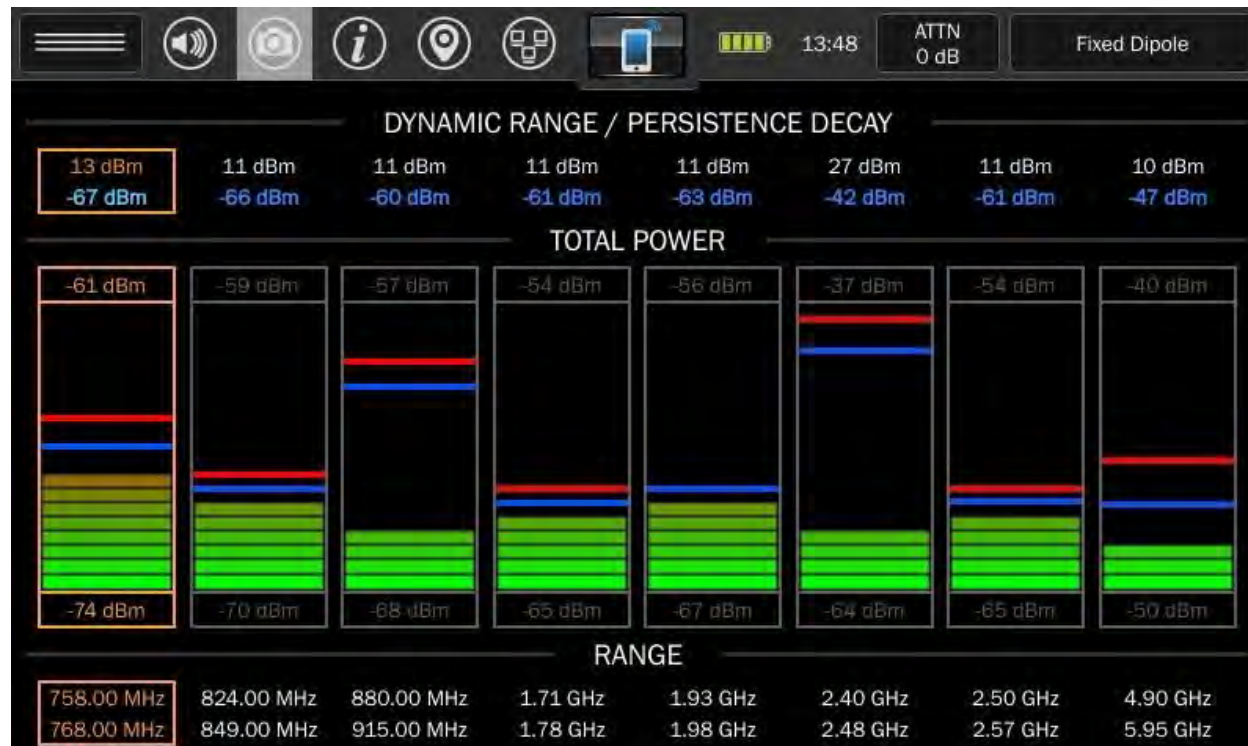 13:48 ATTN Fixed Dipole
0 dB
DYNAMIC RANGE / PERSISTENCE DECAY
13 dBm 11 dBm 11 dBm 11 dBm 11 dBm 27 dBm 11 dBm 10 dBm
-67 dBm -66 dBm -60 dBm -61 dBm -63 dBm -42 dBm -61 dBm -47 dBm
TOTAL POWER
-61 dBm -59 dBm -57 dBm -54 dBm -56 dBm -37 dBm -54 dBm -40 dBm
-74 dBm -70 dBm -68 dBm -65 dBm -67 dBm -64 dBm -65 dBm -50 dBm
RANGE
758.00 MHz 824.00 MHz 880.00 MHz 1.71 GHz 1.93 GHz 2.40 GHz 2.50 GHz 4.90 GHz
768.00 MHz 849.00 MHz 915.00 MHz 1.78 GHz 1.98 GHz 2.48 GHz 2.57 GHz 5.95 GHz